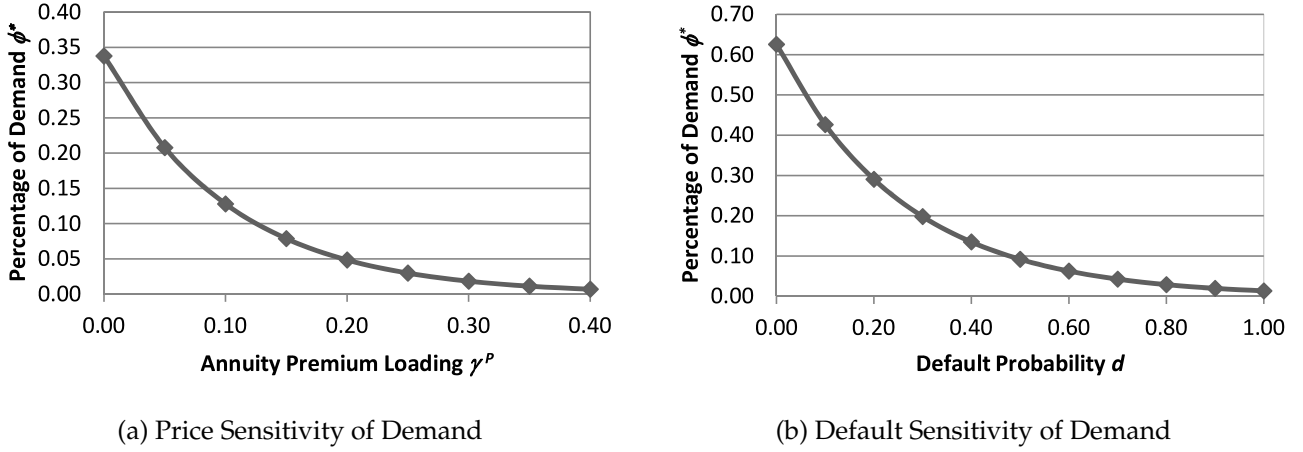 Percentage of Demand ϕ*
0.40
0.35
0.30
0.25
0.20
0.15
0.10
0.05
0.00
0.00 0.10 0.20 0.30 0.40
Annuity Premium Loading γ^P
(a) Price Sensitivity of Demand
Percentage of Demand ϕ*
0.70
0.60
0.50
0.40
0.30
0.20
0.10
0.00
0.00 0.20 0.40 0.60 0.80 1.00
Default Probability d
(b) Default Sensitivity of Demand